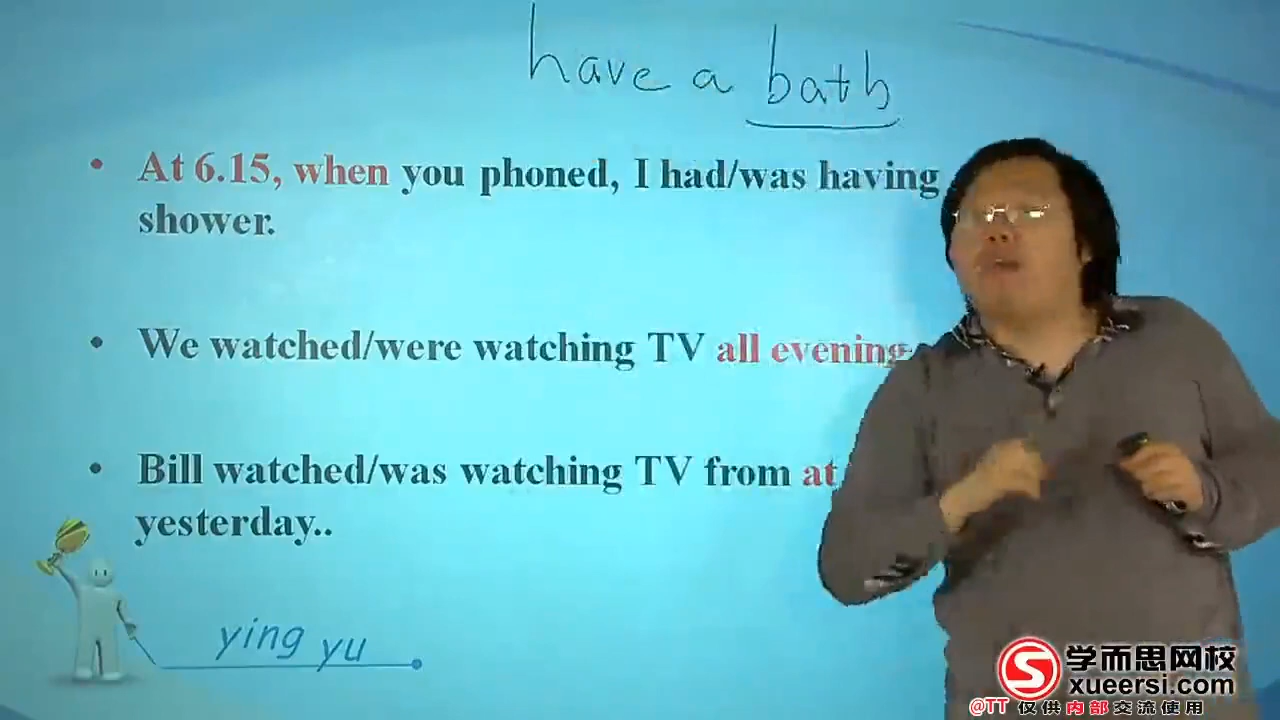 have a bath
At 6.15, when you phoned, I had/was having
shower.
We watched/were watching TV all evening
Bill watched/was watching TV from at
yesterday..
ying yu
学而思网校
xueersi.com
@TT 仅供内部交流使用